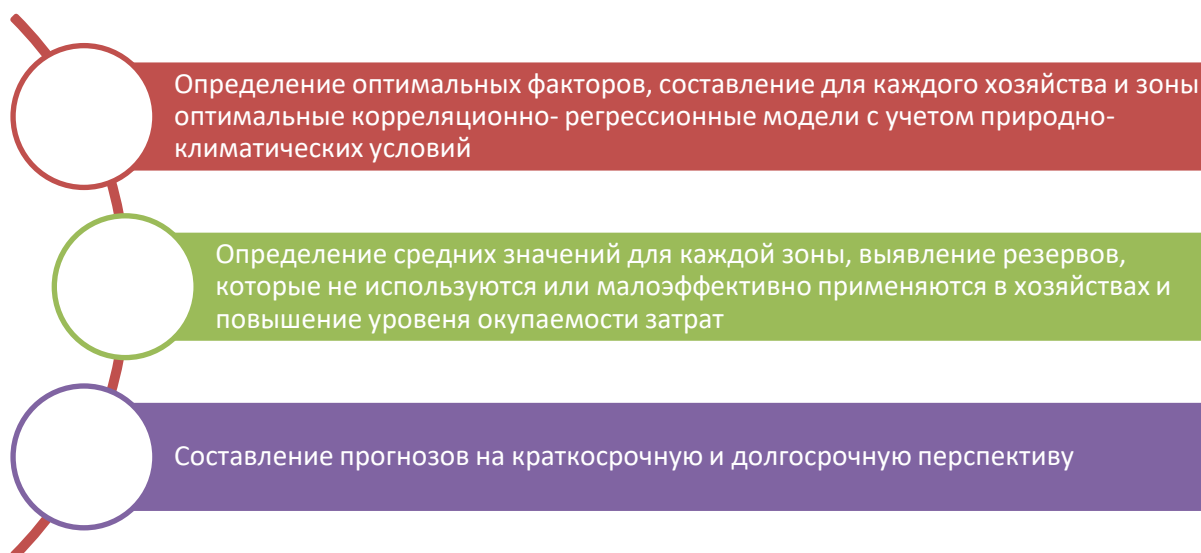 Определение оптимальных факторов, составление для каждого хозяйства и зоны
оптимальные корреляционно- регрессионные модели с учетом природно-
климатических условий
Определение средних значений для каждой зоны, выявление резервов,
которые не используются или малоэффективно применяются в хозяйствах и
повышение уровеня окупаемости затрат
Составление прогнозов на краткосрочную и долгосрочную перспективу